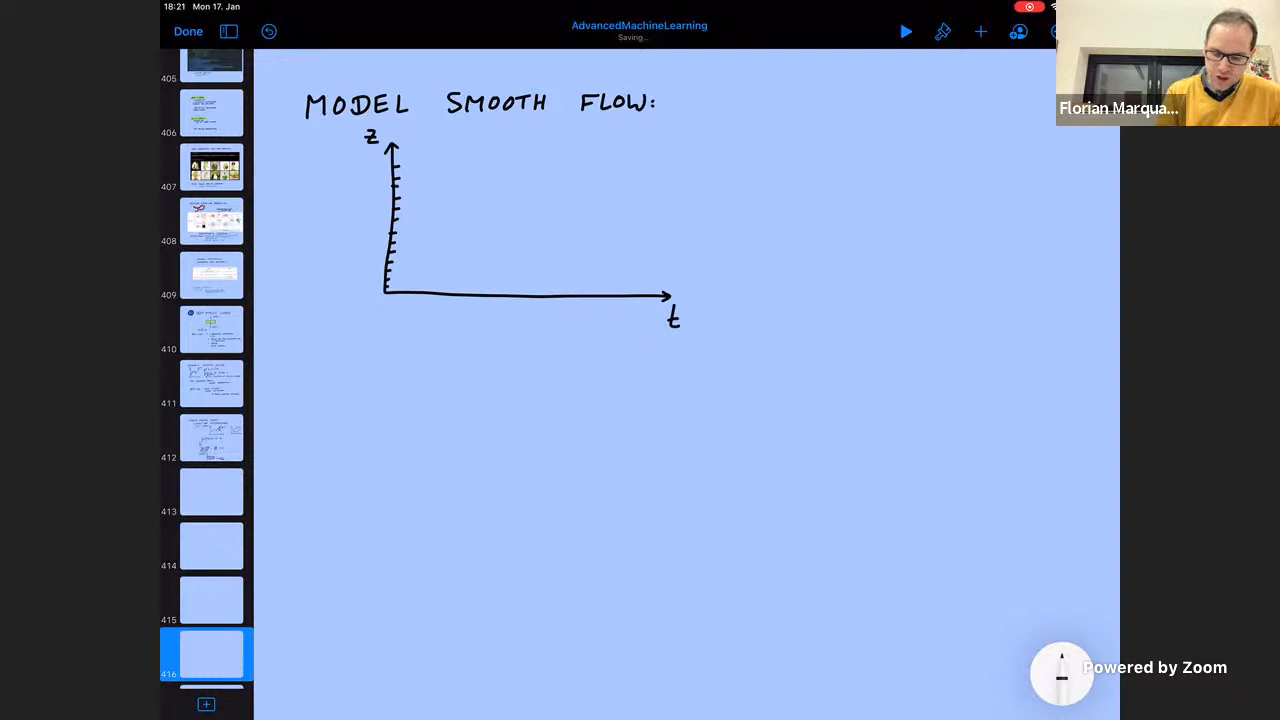 18:21 Mon 17. Jan
Done
AdvancedMachineLearning
Saving...
Florian Marqua...
MODEL SMOOTH FLOW:
z
t
405
406
407
408
409
410
411
412
413
414
415
416
Powered by Zoom